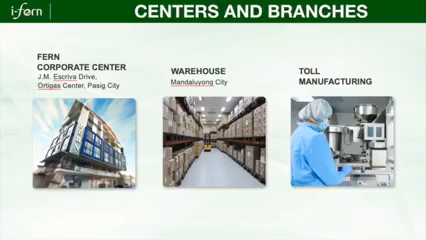 i-fern
CENTERS AND BRANCHES
FERN
CORPORATE CENTER
J.M. Escriva Drive,
Ortigas Center, Pasig City
WAREHOUSE
Mandaluyong City
TOLL
MANUFACTURING